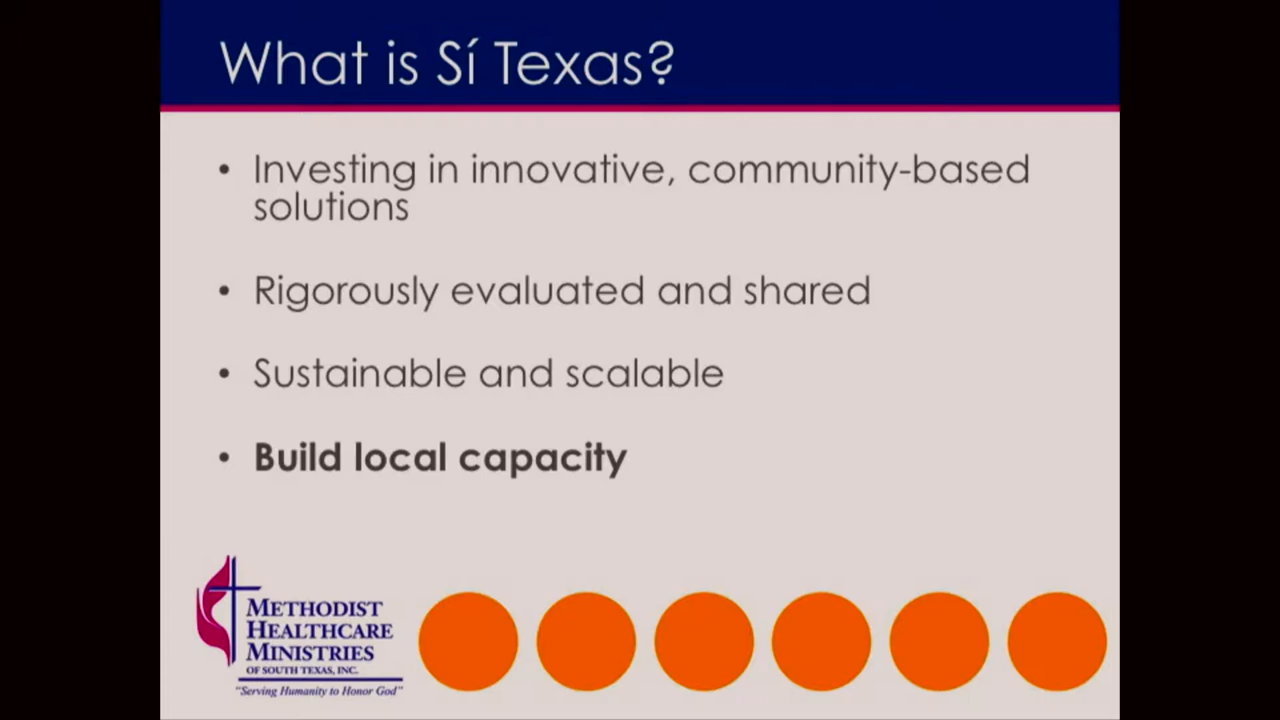 What is Sí Texas?
• Investing in innovative, community-based
solutions
• Rigorously evaluated and shared
• Sustainable and scalable
• Build local capacity
METHODIST
HEALTHCARE
MINISTRIES
OF SOUTH TEXAS, INC.
"Serving Humanity to Honor God"